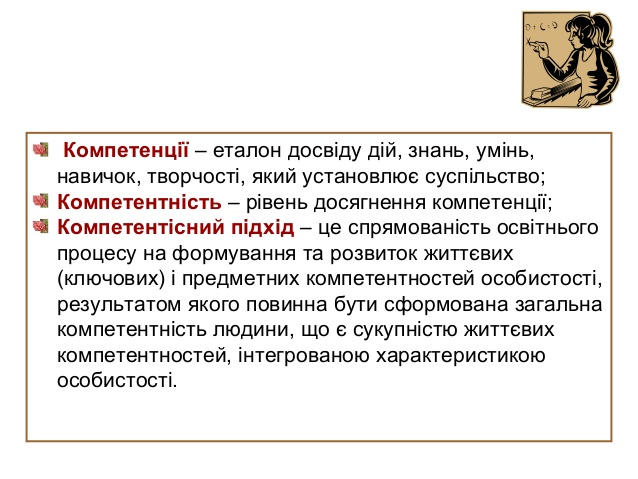 Компетенції – еталон досвіду дій, знань, умінь,
навичок, творчості, який установлює суспільство;
Компетентність – рівень досягнення компетенції;
Компетентісний підхід – це спрямованість освітнього
процесу на формування та розвиток життєвих
(ключових) і предметних компетентностей особистості,
результатом якого повинна бути сформована загальна
компетентність людини, що є сукупністю життєвих
компетентностей, інтегрованою характеристикою
особистості.